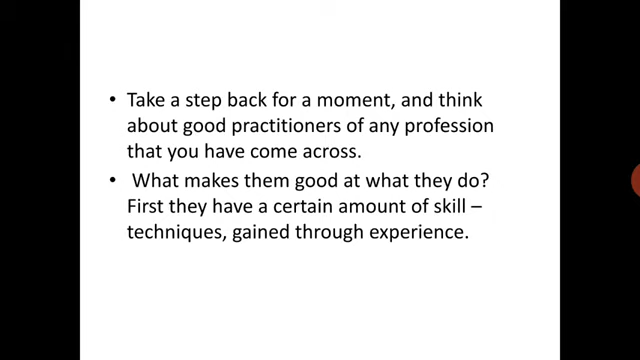 • Take a step back for a moment, and think
about good practitioners of any profession
that you have come across.
• What makes them good at what they do?
First they have a certain amount of skill –
techniques, gained through experience.